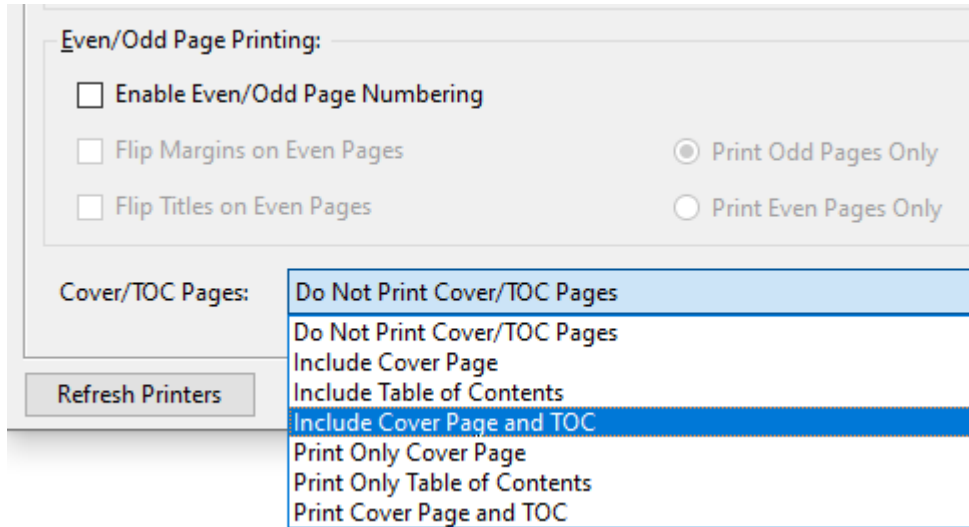 Even/Odd Page Printing:
Enable Even/Odd Page Numbering
Flip Margins on Even Pages
Print Odd Pages Only
Flip Titles on Even Pages
Print Even Pages Only
Cover/TOC Pages:
Do Not Print Cover/TOC Pages
Do Not Print Cover/TOC Pages
Include Cover Page
Include Table of Contents
Include Cover Page and TOC
Print Only Cover Page
Print Only Table of Contents
Print Cover Page and TOC
Refresh Printers